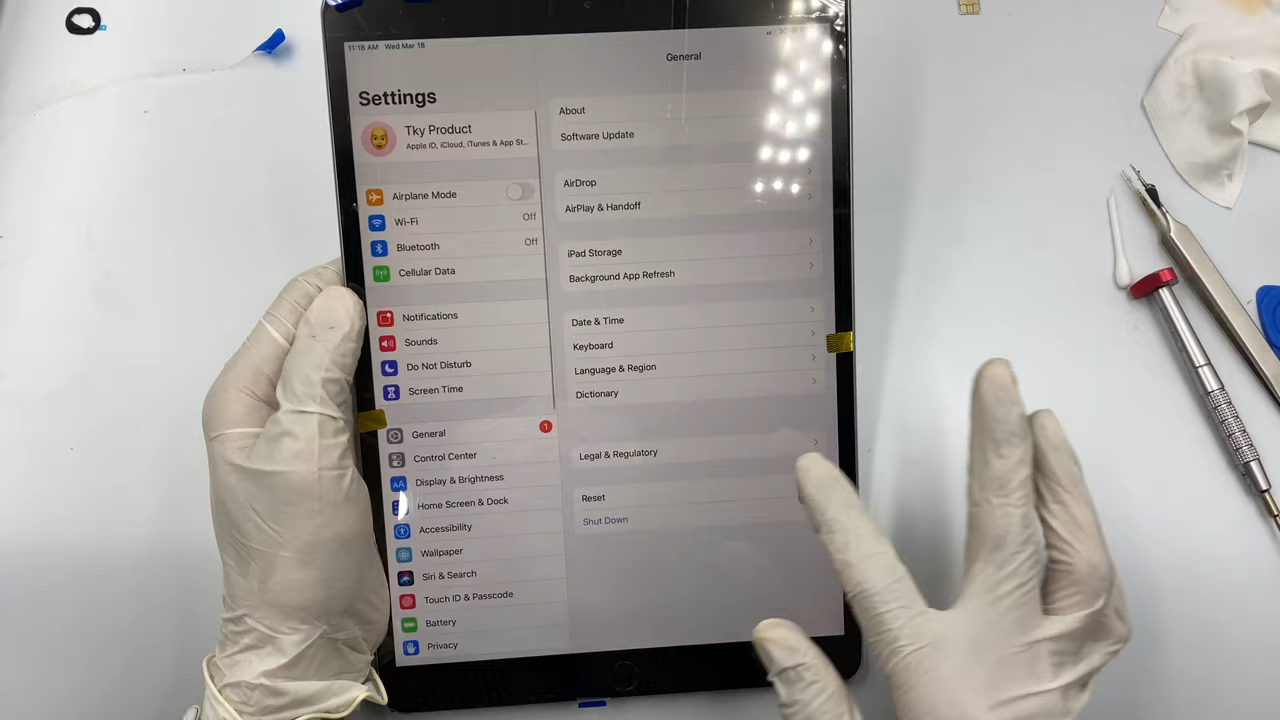 11:18 AM Wed Mar 18
General
Settings
Tky Product
Apple ID, iCloud, iTunes & App St...
Airplane Mode
Wi-Fi Off
Bluetooth Off
Cellular Data
Notifications
Sounds
Do Not Disturb
Screen Time
General 1
Control Center
AA Display & Brightness
Home Screen & Dock
Accessibility
Wallpaper
Siri & Search
Touch ID & Passcode
Battery
Privacy
About
Software Update
AirDrop
AirPlay & Handoff
iPad Storage
Background App Refresh
Date & Time
Keyboard
Language & Region
Dictionary
Legal & Regulatory
Reset
Shut Down